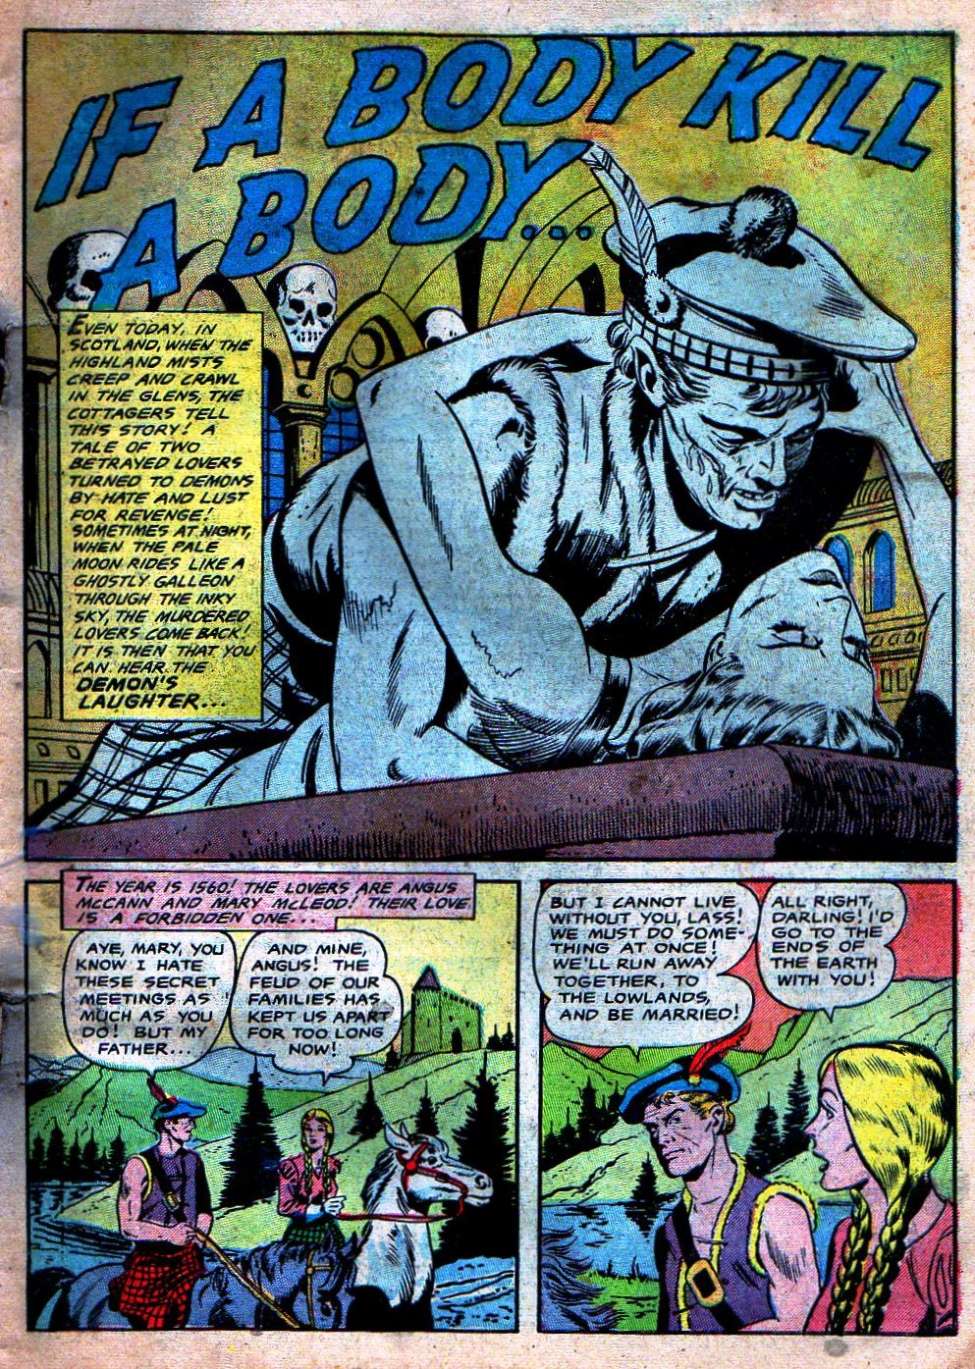 IF A BODY KILL
A BODY...
EVEN TODAY, IN
SCOTLAND, WHEN THE
HIGHLAND MISTS
CREEP AND CRAWL
IN THE GLENS, THE
COTTAGERS TELL
THIS STORY! A
TALE OF TWO
BETRAYED LOVERS
TURNED TO DEMONS
BY HATE AND LUST
FOR REVENGE!
SOMETIMES AT NIGHT,
WHEN THE PALE
MOON RIDES LIKE A
GHOSTLY GALLEON
THROUGH THE INKY
SKY, THE MURDERED
LOVERS COME BACK!
IT IS THEN THAT YOU
CAN HEAR THE
DEMON'S
LAUGHTER...
THE YEAR IS 1560! THE LOVERS ARE ANGUS
McCANN AND MARY McLEOD! THEIR LOVE
IS A FORBIDDEN ONE...
AYE, MARY, YOU
KNOW I HATE
THESE SECRET
MEETINGS AS
MUCH AS YOU
DO! BUT MY
FATHER...
AND MINE,
ANGUS! THE
FEUD OF OUR
FAMILIES HAS
KEPT US APART
FOR TOO LONG
NOW!
BUT I CANNOT LIVE
WITHOUT YOU, LASS!
WE MUST DO SOME-
THING AT ONCE!
WE'LL RUN AWAY
TOGETHER, TO
THE LOWLANDS,
AND BE MARRIED!
ALL RIGHT,
DARLING! I'D
GO TO THE
ENDS OF
THE EARTH
WITH YOU!